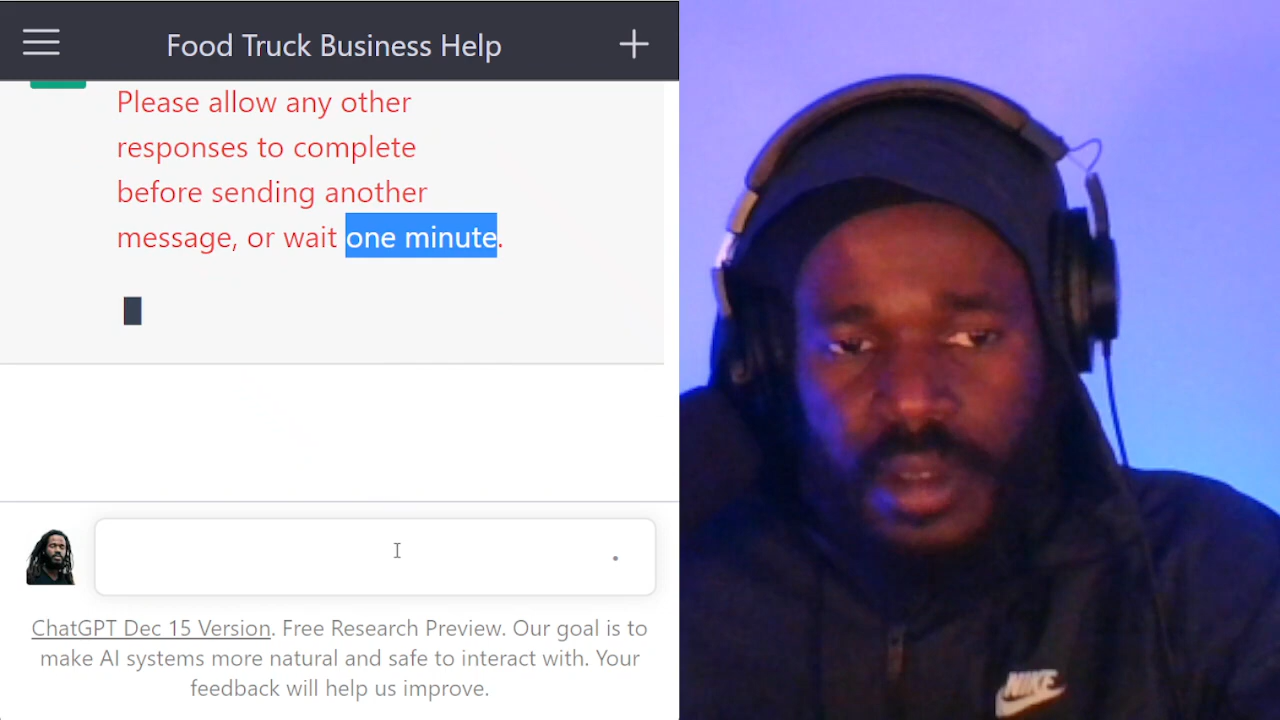 Food Truck Business Help
Please allow any other
responses to complete
before sending another
message, or wait one minute.
ChatGPT Dec 15 Version. Free Research Preview. Our goal is to
make AI systems more natural and safe to interact with. Your
feedback will help us improve.
NIKE